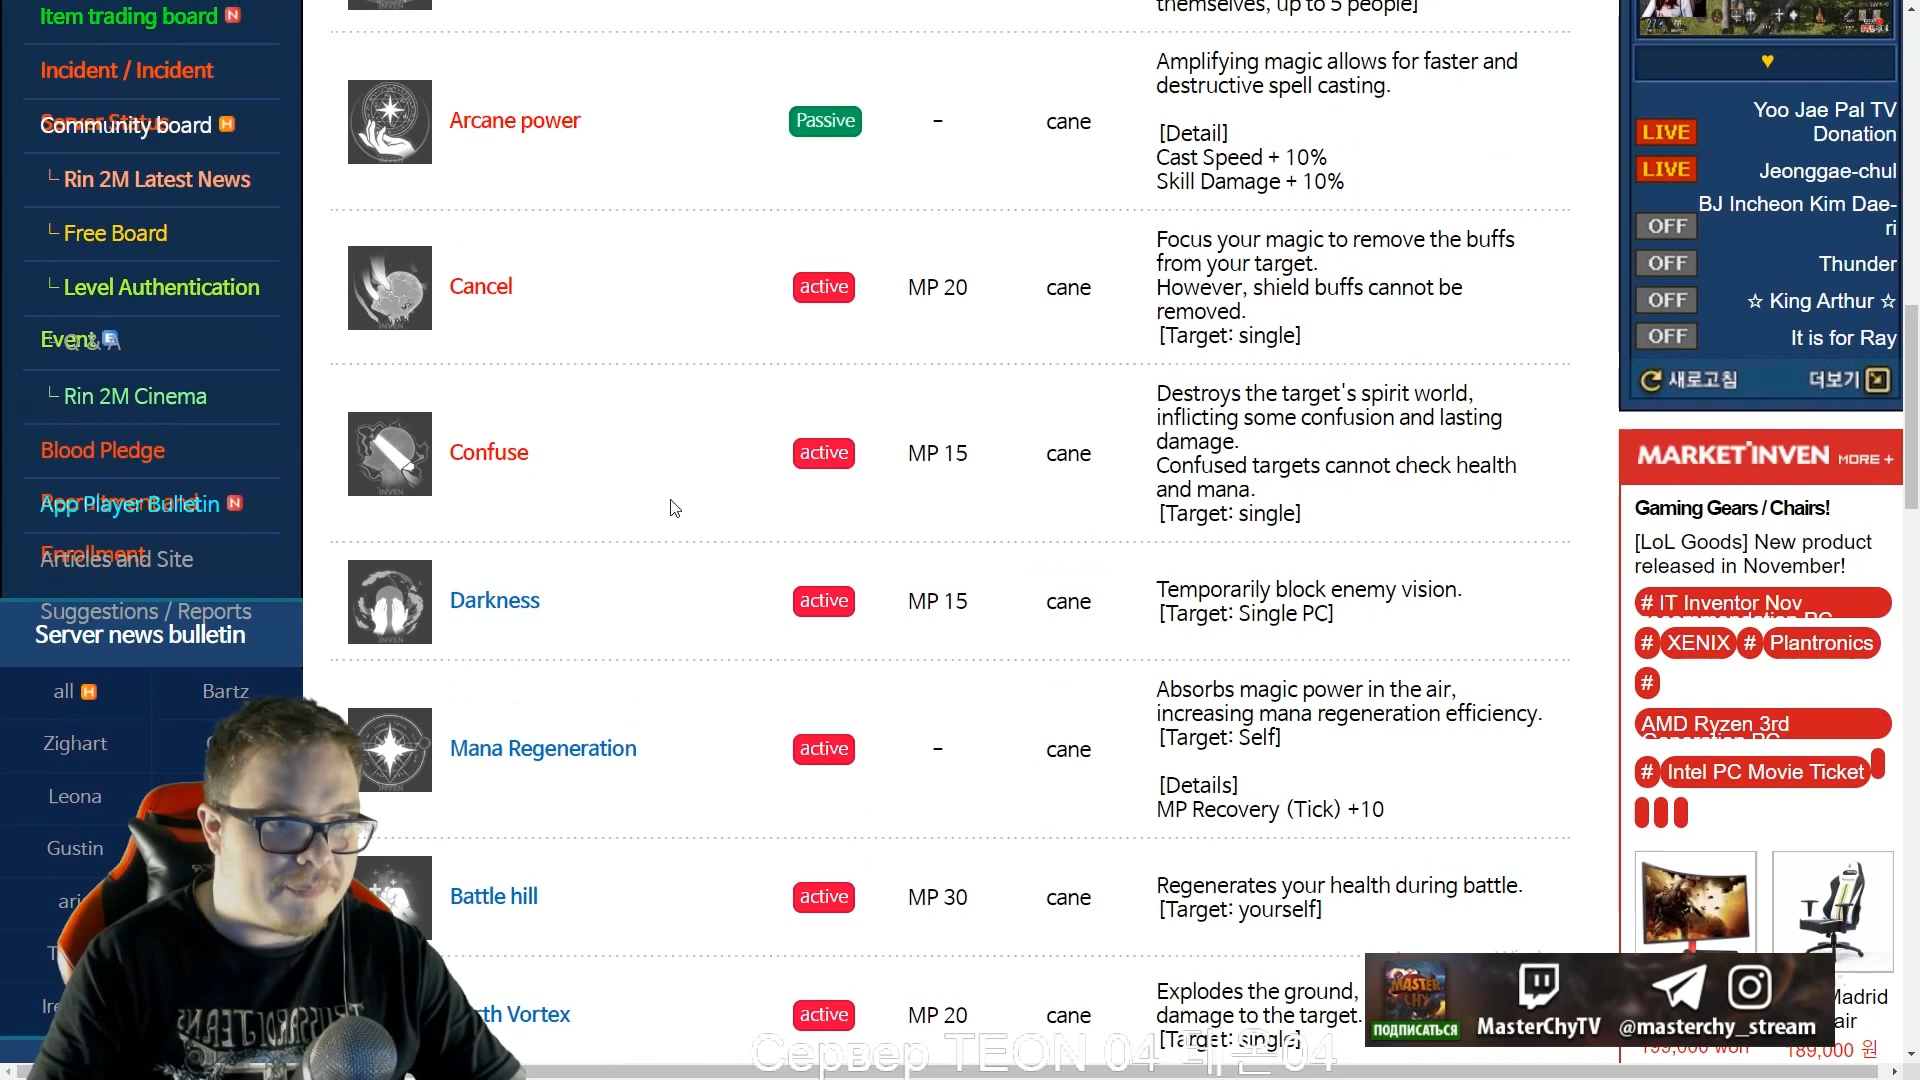 Item trading board N
Incident / Incident
Community board H
└ Rin 2M Latest News
└ Free Board
└ Level Authentication
Event E
Q & A
└ Rin 2M Cinema
Blood Pledge
App Player Bulletin N
Enrollment
Articles and Site
Suggestions / Reports
Server news bulletin
all H
Bartz
Zighart
Leona
Gustin
themselves, up to 5 people]
Arcane power
Passive
-
cane
Amplifying magic allows for faster and
destructive spell casting.
[Detail]
Cast Speed + 10%
Skill Damage + 10%
Cancel
active
MP 20
cane
Focus your magic to remove the buffs
from your target.
However, shield buffs cannot be
removed.
[Target: single]
Confuse
active
MP 15
cane
Destroys the target's spirit world,
inflicting some confusion and lasting
damage.
Confused targets cannot check health
and mana.
[Target: single]
Darkness
active
MP 15
cane
Temporarily block enemy vision.
[Target: Single PC]
Mana Regeneration
active
-
cane
Absorbs magic power in the air,
increasing mana regeneration efficiency.
[Target: Self]
[Details]
MP Recovery (Tick) +10
Battle hill
active
MP 30
cane
Regenerates your health during battle.
[Target: yourself]
Vortex
active
MP 20
cane
Explodes the ground,
damage to the target.
[Target: single]
Сервер TEON 04
♥
LIVE
Yoo Jae Pal TV
Donation
LIVE
Jeonggae-chul
OFF
BJ Incheon Kim Dae-
ri
OFF
Thunder
OFF
☆ King Arthur ☆
OFF
It is for Ray
새로고침
더보기
MARKET INVEN MORE +
Gaming Gears / Chairs!
[LoL Goods] New product
released in November!
# IT Inventor Nov
# XENIX # Plantronics
#
AMD Ryzen 3rd
# Intel PC Movie Ticket
Madrid
189,000 원
MASTER
CHY
ПОДПИСАТЬСЯ
MasterChyTV
@masterchy_stream